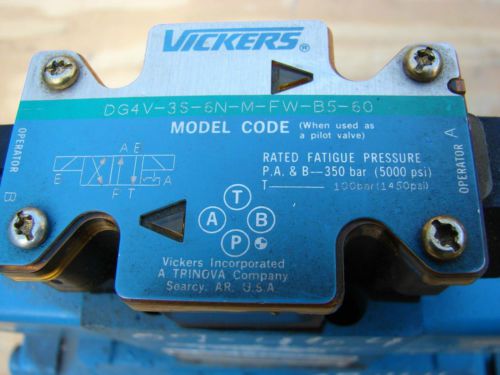 VICKERS®
DG4V-3S-6N-M-FW-B5-60
MODEL CODE (When used as a pilot valve)
RATED FATIGUE PRESSURE
P.A. & B--350 bar (5000 psi)
T 100bar(1450psi)
OPERATOR B
OPERATOR A
A E
E A
P T
T
A B
P
Vickers Incorporated
A TRINOVA Company
Searcy, AR, U.S.A.